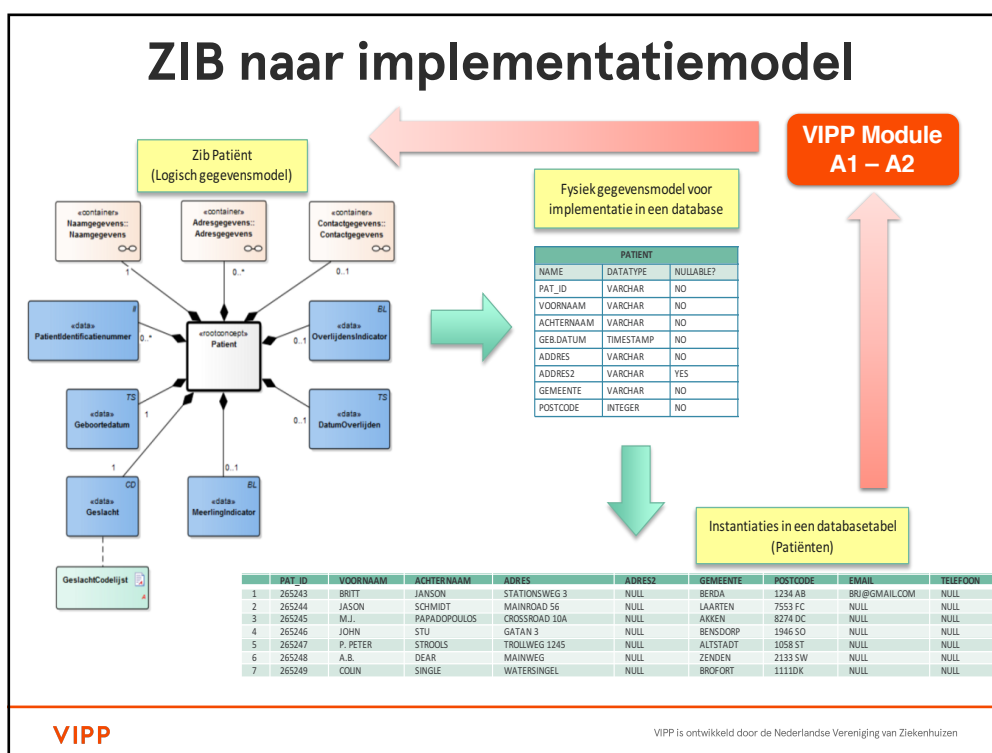 ZIB naar implementatiemodel
VIPP Module
A1 – A2
Zib Patiënt
(Logisch gegevensmodel)
Fysiek gegevensmodel voor
implementatie in een database
«container»
Naamgegevens::
Naamgegevens
«container»
Adresgegevens::
Adresgegevens
«container»
Contactgegevens::
Contactgegevens
1
0..*
0..1
II
«data»
PatientIdentificatienummer
0..*
«rootconcept»
Patient
BL
«data»
OverlijdensIndicator
0..1
TS
«data»
Geboortedatum
1
TS
«data»
DatumOverlijden
0..1
1
0..1
CD
«data»
Geslacht
BL
«data»
MeerlingIndicator
GeslachtCodelijst
PATIENT
NAME DATATYPE NULLABLE?
PAT_ID VARCHAR NO
VOORNAAM VARCHAR NO
ACHTERNAAM VARCHAR NO
GEB.DATUM TIMESTAMP NO
ADDRES VARCHAR NO
ADDRES2 VARCHAR YES
GEMEENTE VARCHAR NO
POSTCODE INTEGER NO
Instantiaties in een databasetabel
(Patiënten)
PAT_ID VOORNAAM ACHTERNAAM ADRES ADRES2 GEMEENTE POSTCODE EMAIL TELEFOON
1 265243 BRITT JANSON STATIONSWEG 3 NULL BERDA 1234 AB BRJ@GMAIL.COM NULL
2 265244 JASON SCHMIDT MAINROAD 56 NULL LAARTEN 7553 FC NULL NULL
3 265245 M.J. PAPADOPOULOS CROSSROAD 10A NULL AKKEN 8274 DC NULL NULL
4 265246 JOHN STU GATAN 3 NULL BENSDORP 1946 SO NULL NULL
5 265247 P. PETER STROOLS TROLLWEG 1245 NULL ALTSTADT 1058 ST NULL NULL
6 265248 A.B. DEAR MAINWEG NULL ZENDEN 2133 SW NULL NULL
7 265249 COLIN SINGLE WATERSINGEL NULL BROFORT 1111DK NULL NULL
VIPP
VIPP is ontwikkeld door de Nederlandse Vereniging van Ziekenhuizen